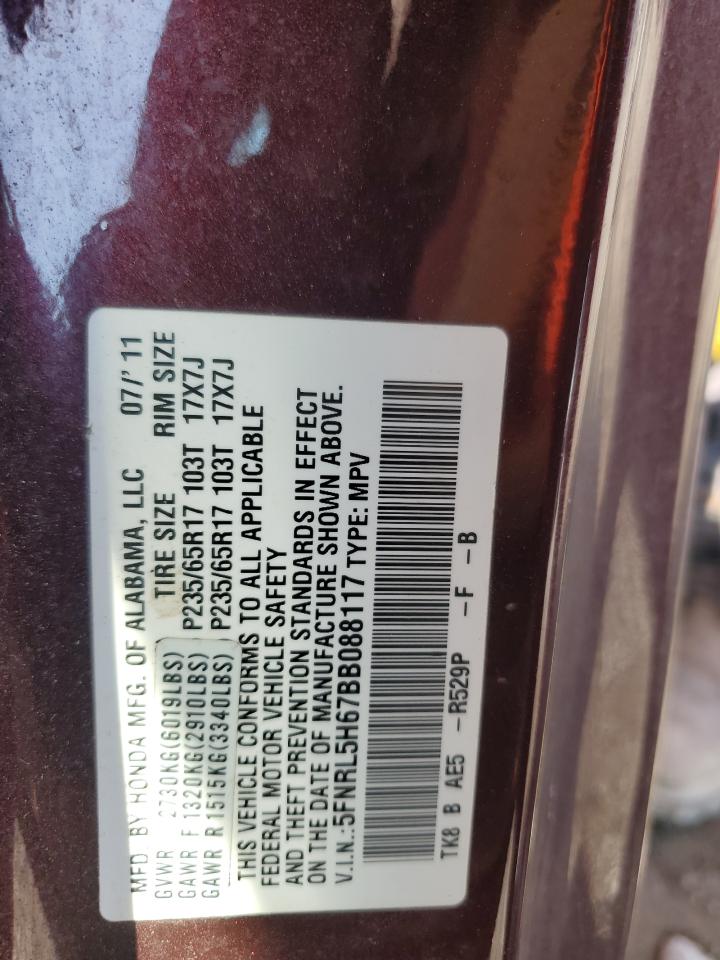 MFD. BY HONDA MFG. OF ALABAMA, LLC 07/' 11
GVWR 2730KG(6019LBS) TIRE SIZE RIM SIZE
GAWR F 1320KG(2910LBS) P235/65R17 103T 17X7J
GAWR R 1515KG(3340LBS) P235/65R17 103T 17X7J
THIS VEHICLE CONFORMS TO ALL APPLICABLE
FEDERAL MOTOR VEHICLE SAFETY
AND THEFT PREVENTION STANDARDS IN EFFECT
ON THE DATE OF MANUFACTURE SHOWN ABOVE.
V.I.N.:5FNRL5H67BB088117 TYPE: MPV
TK8 B AE5 -R529P -F -B